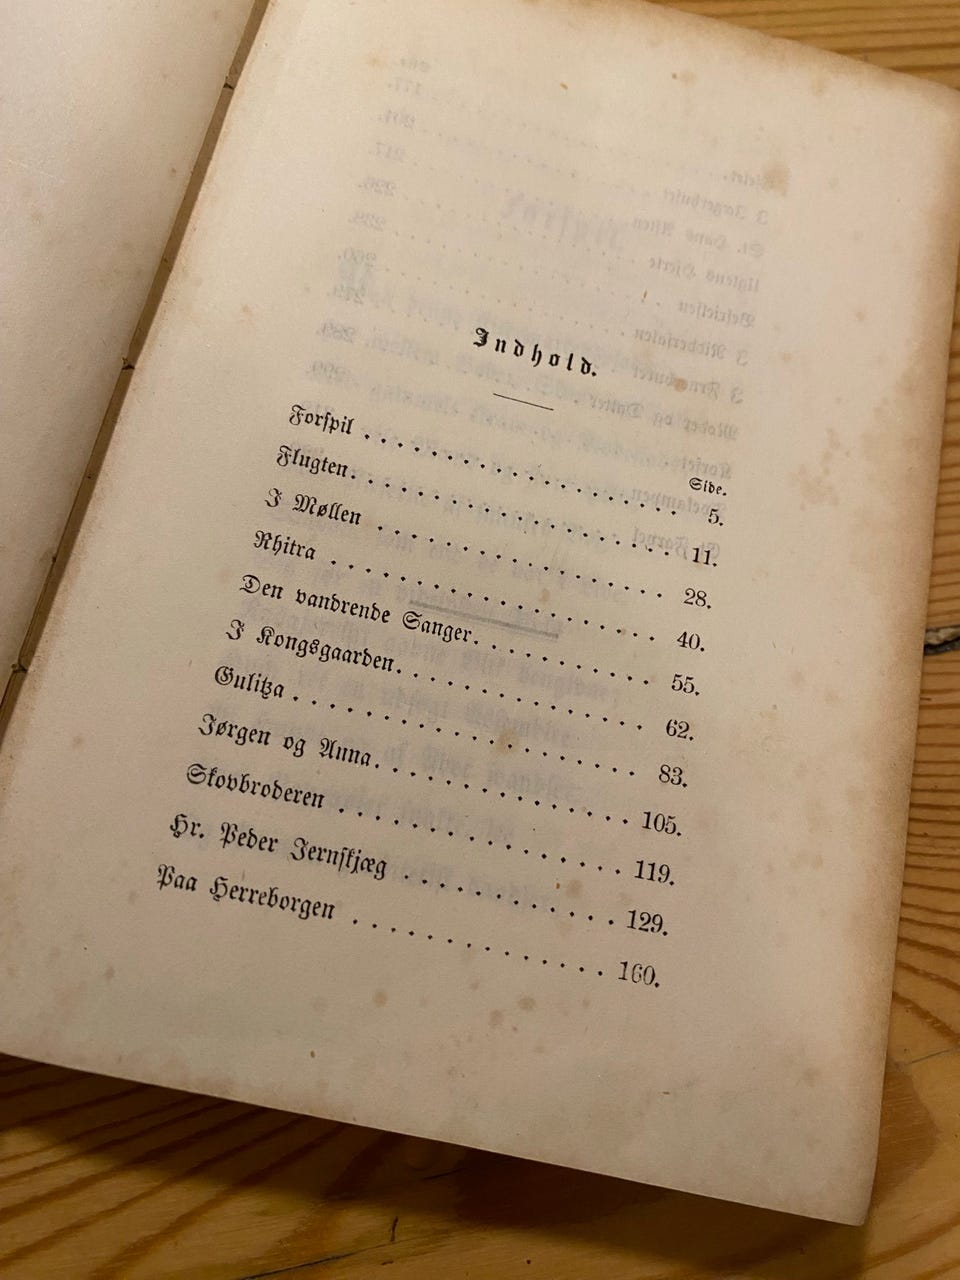 Indhold.
Side.
Forspil . . . . . . . . . . . . . . . . . 5.
Flugten. . . . . . . . . . . . . . . . . . 11.
I Møllen . . . . . . . . . . . . . . . . . 28.
Rhitra . . . . . . . . . . . . . . . . . . 40.
Den vandrende Sanger. . . . . . . . . . 55.
I Kongsgaarden. . . . . . . . . . . . . . 62.
Gulitza . . . . . . . . . . . . . . . . . . 83.
Jørgen og Anna. . . . . . . . . . . . . . 105.
Skovbroderen . . . . . . . . . . . . . . 119.
Hr. Peder Jernskjæg . . . . . . . . . . . 129.
Paa Herreborgen . . . . . . . . . . . . . 160.